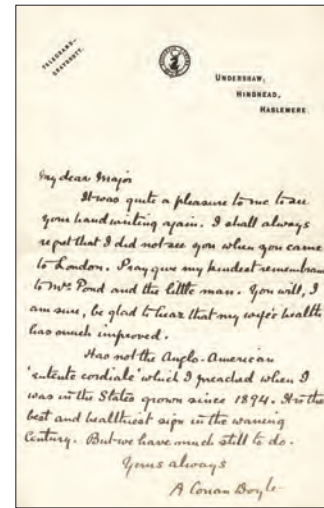 TELEGRAMS—
GRAYSHOTT.
UNDERSHAW,
HINDHEAD,
HASLEMERE.
My dear Major
It was quite a pleasure to me to see
your handwriting again. I shall always
regret that I did not see you when you came
to London. Pray give my kindest remembran
to Mrs Pond and the little man. You will, I
am sure, be glad to hear that my wife's health
has much improved.
Has not the Anglo-American
'entente cordiale' which I preached when I
was in the States grown since 1894. It is the
best and healthiest sign in the waning
Century. But we have much still to do.
Yours always
A Conan Doyle